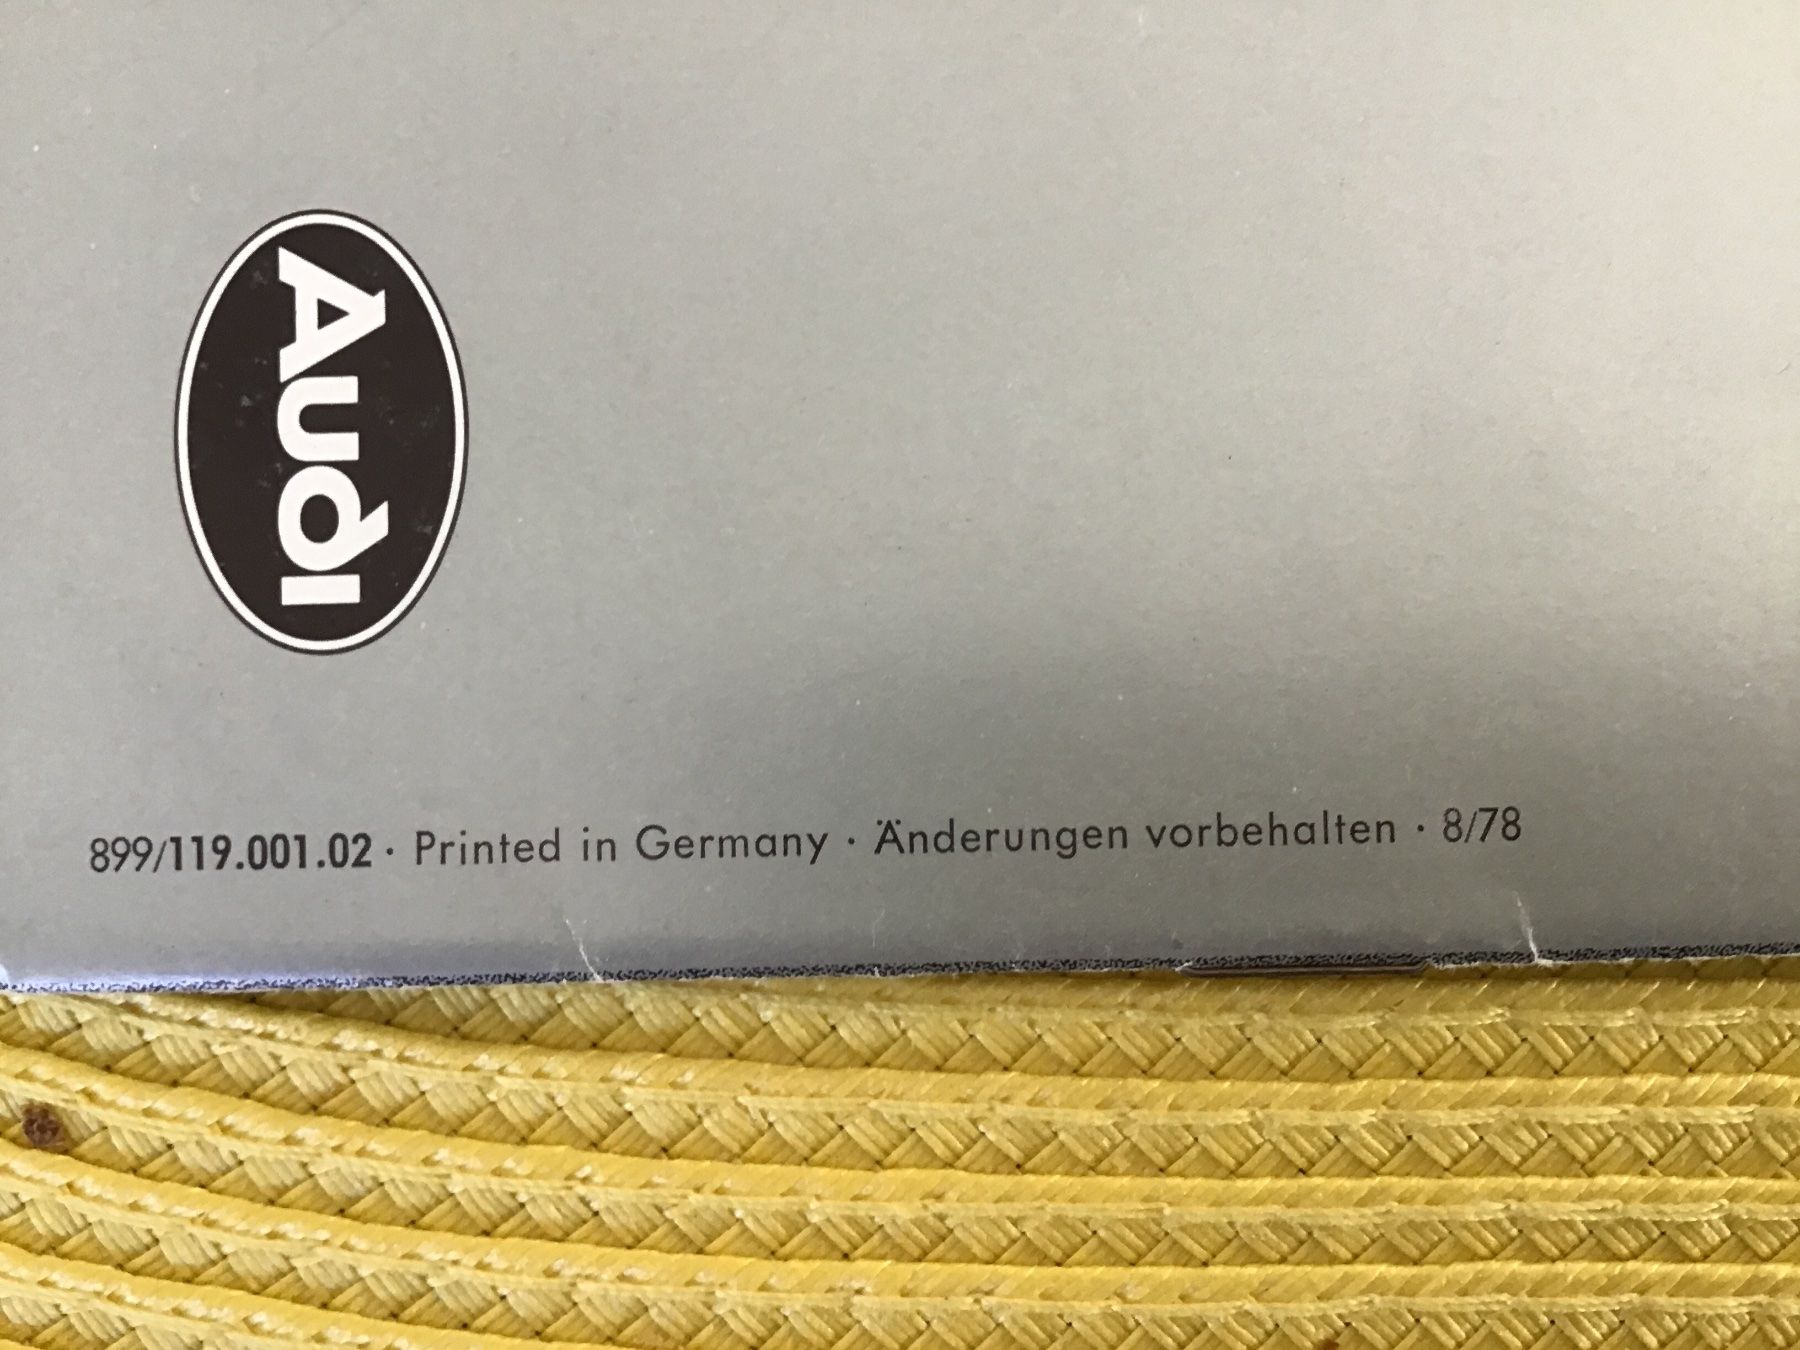 Audi
899/119.001.02 · Printed in Germany · Änderungen vorbehalten · 8/78